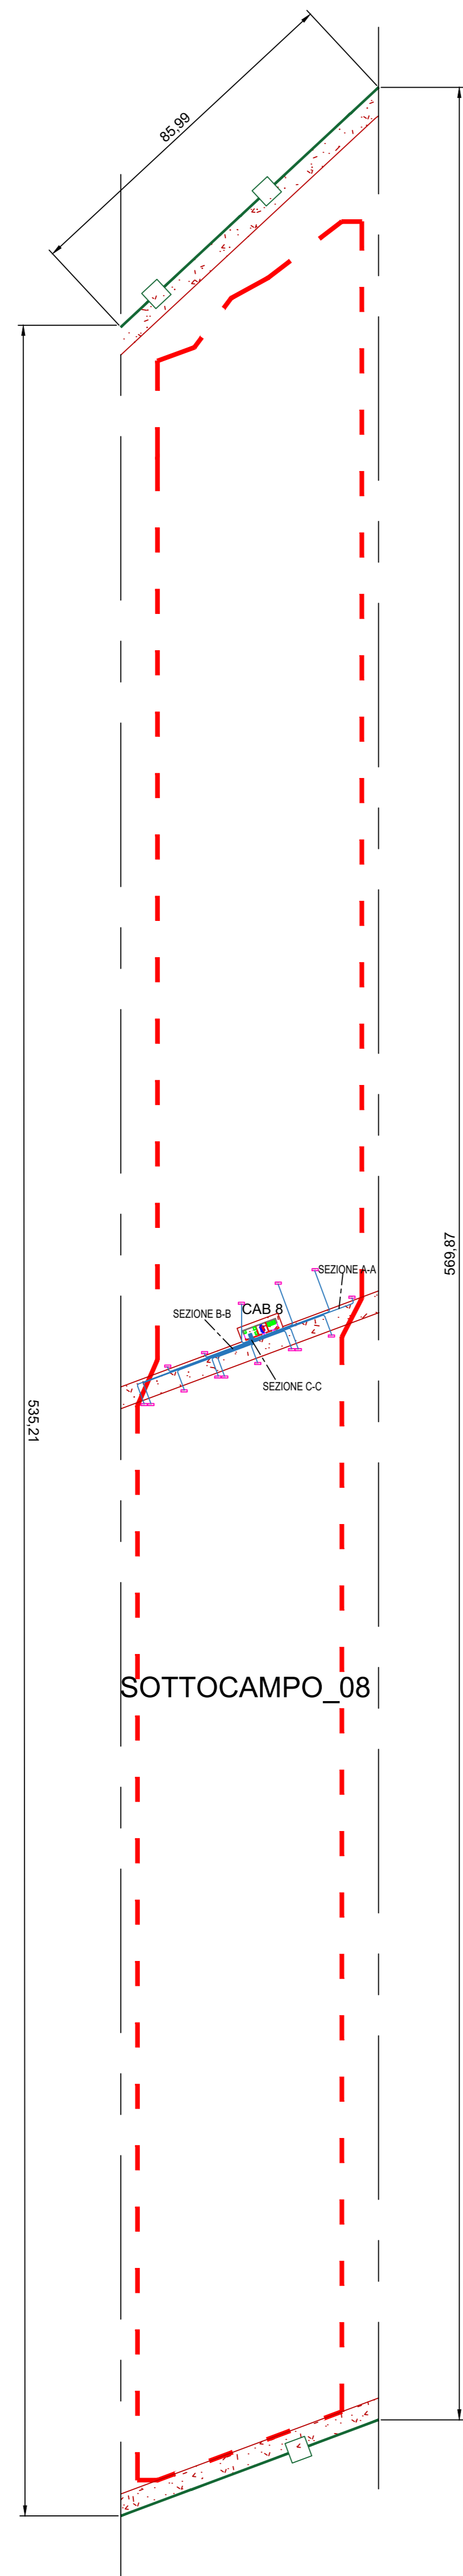 85,99
569,87
SEZIONE A-A
CAB 8
SEZIONE B-B
SEZIONE C-C
535,21
SOTTOCAMPO_08